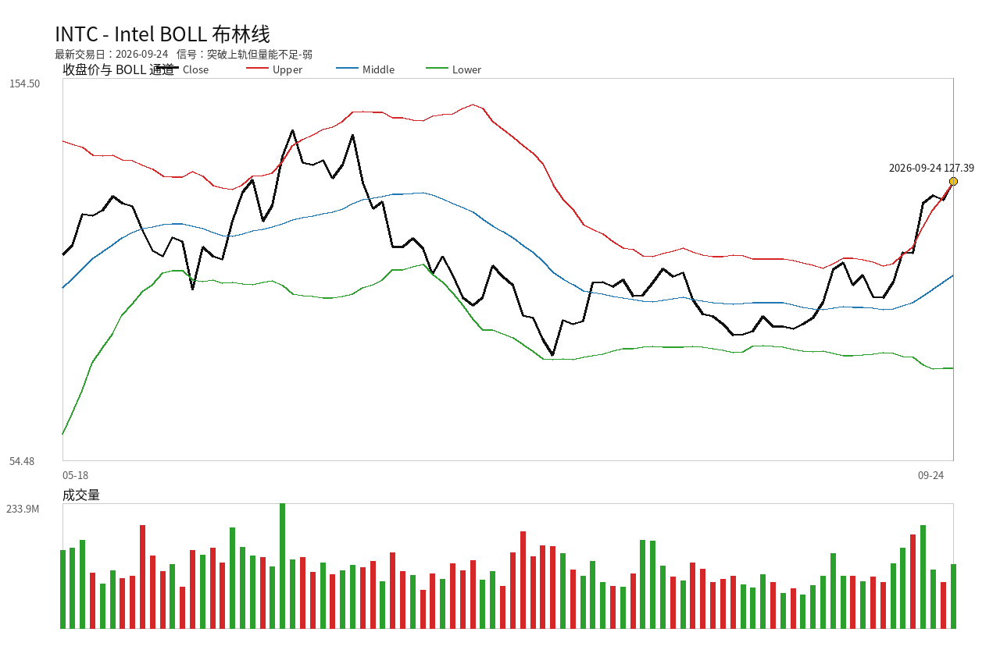 INTC - Intel BOLL 布林线
最新交易日：2026-09-24 信号：突破上轨但量能不足-弱
收盘价与 BOLL 通道 Close Upper Middle Lower
154.50
2026-09-24 127.39
54.48
05-18 09-24
成交量
233.9M